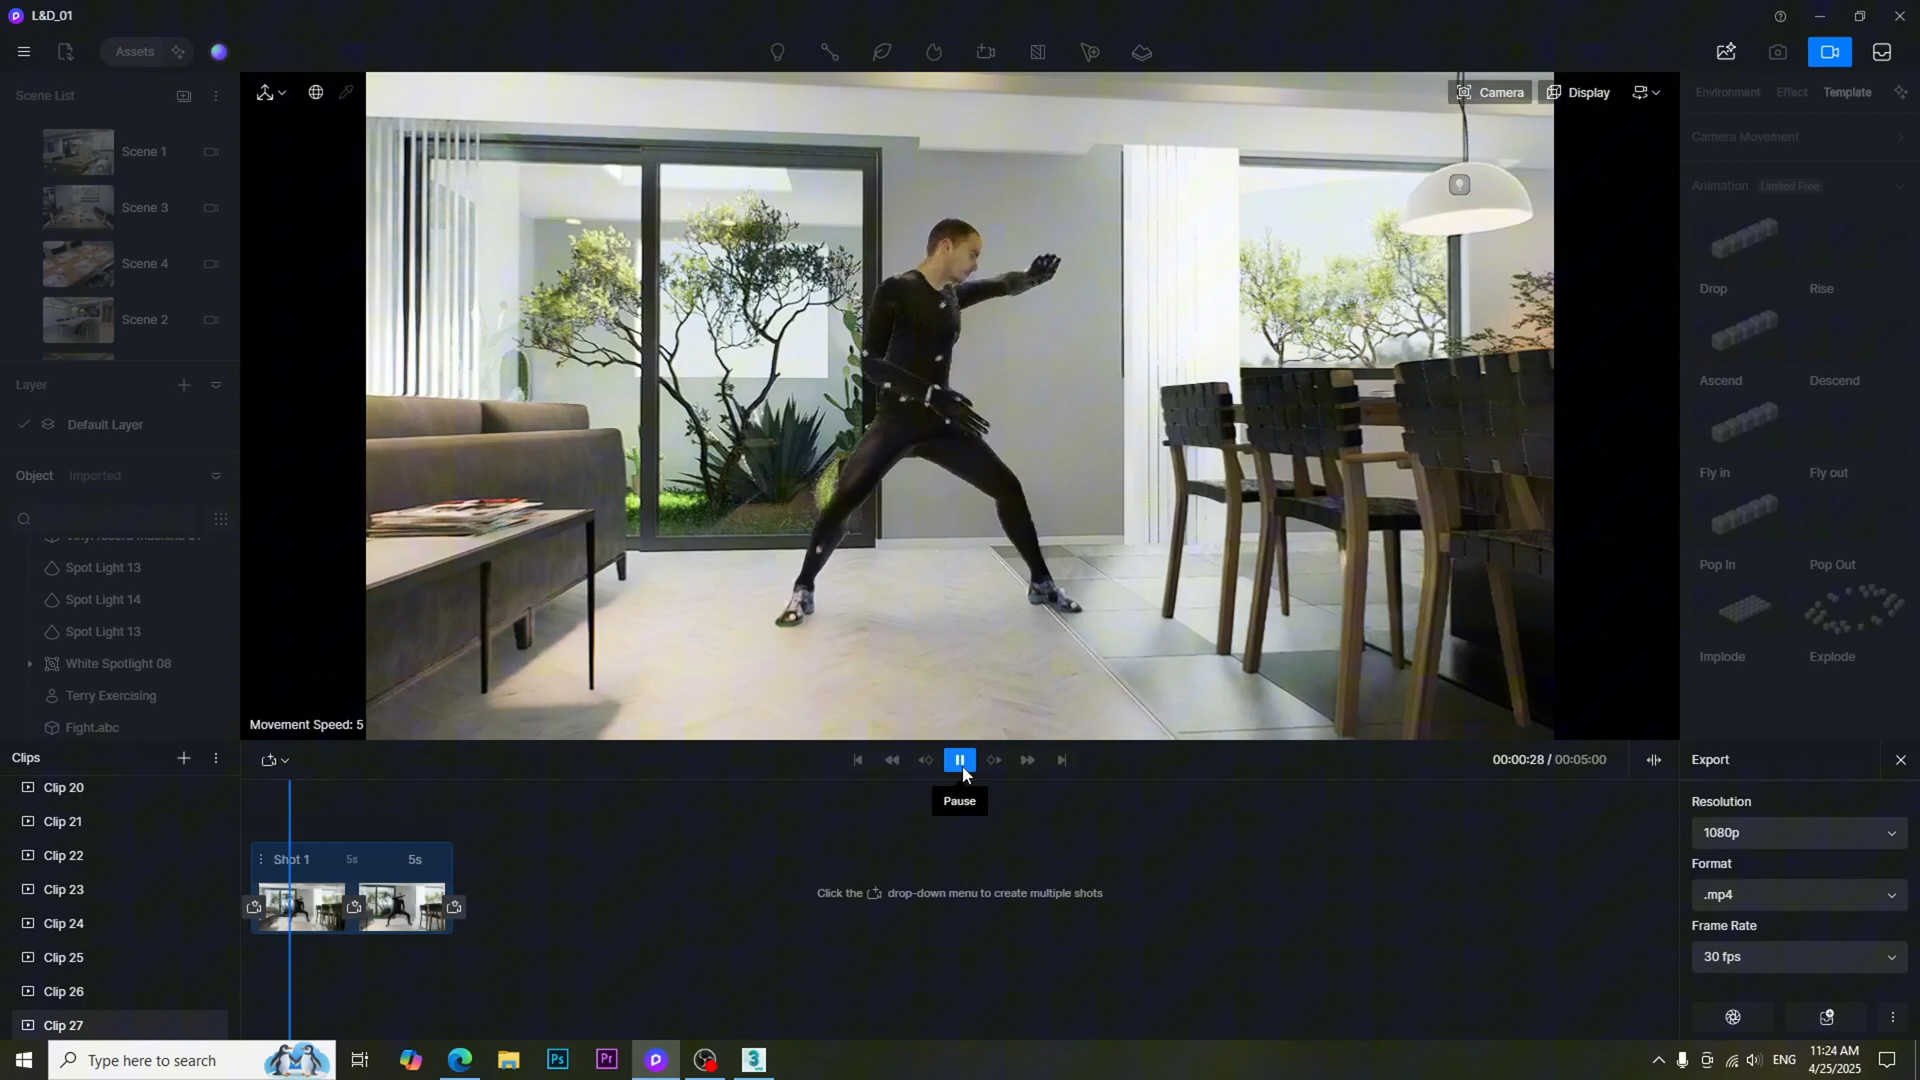 L&D_01
Assets
Scene List
Scene 1
Scene 3
Scene 4
Scene 2
Layer
Default Layer
Object Imported
Spot Light 13
Spot Light 14
Spot Light 13
White Spotlight 08
Terry Exercising
Fight.abc
Camera Display
Movement Speed: 5
Environment Effect Template
Camera Movement
Animation Limited Free
Drop Rise
Ascend Descend
Fly in Fly out
Pop In Pop Out
Implode Explode
Clips
Clip 20
Clip 21
Clip 22
Clip 23
Clip 24
Clip 25
Clip 26
Clip 27
00:00:28 / 00:05:00
Pause
Shot 1 5s 5s
Click the drop-down menu to create multiple shots
Export
Resolution
1080p
Format
.mp4
Frame Rate
30 fps
Type here to search
Ps
Pr
3
ENG
11:24 AM
4/25/2025